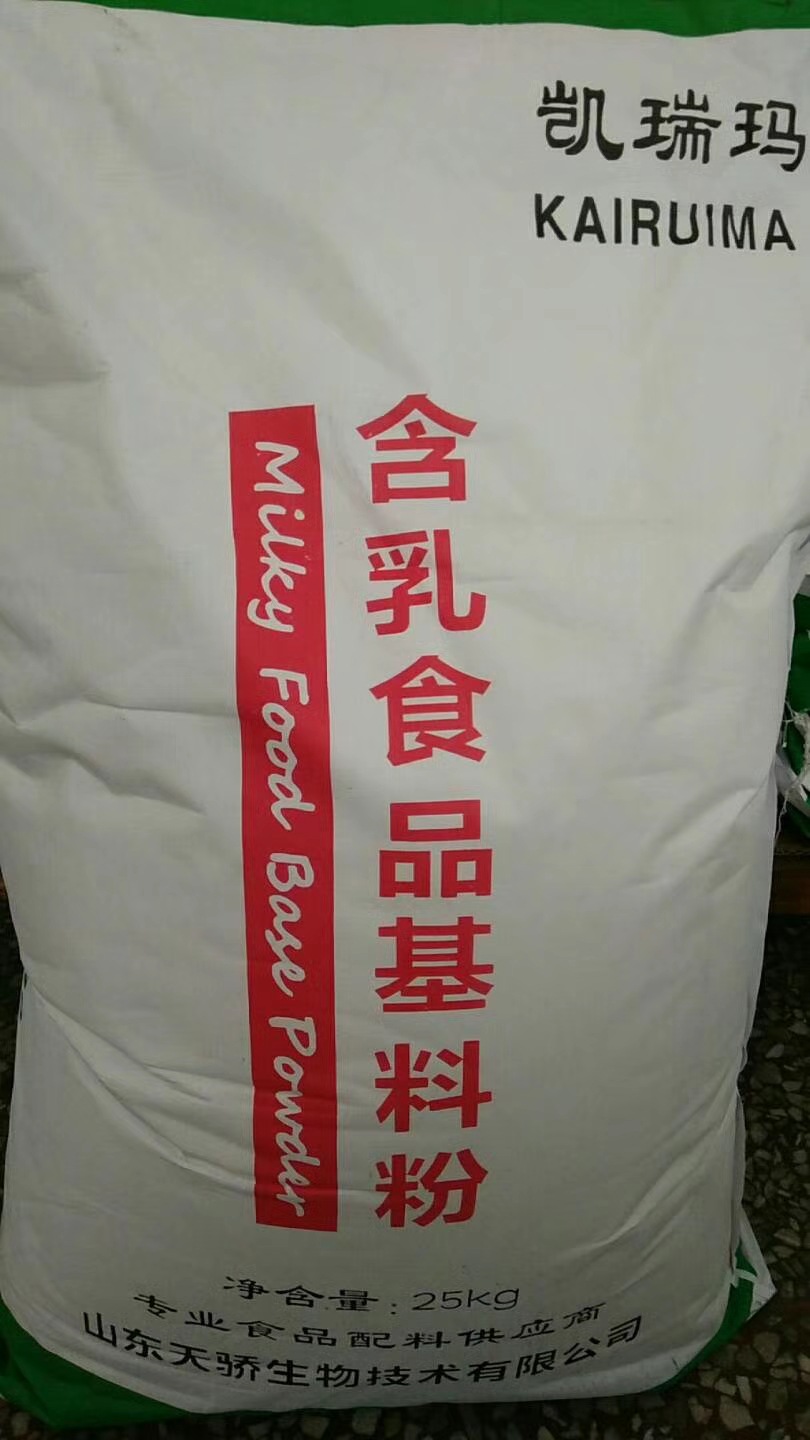 凯瑞玛
KAIRUIMA
含乳食品基料粉
Milky Food Base Powder
净含量:25kg
专业食品配料供应商
山东天骄生物技术有限公司